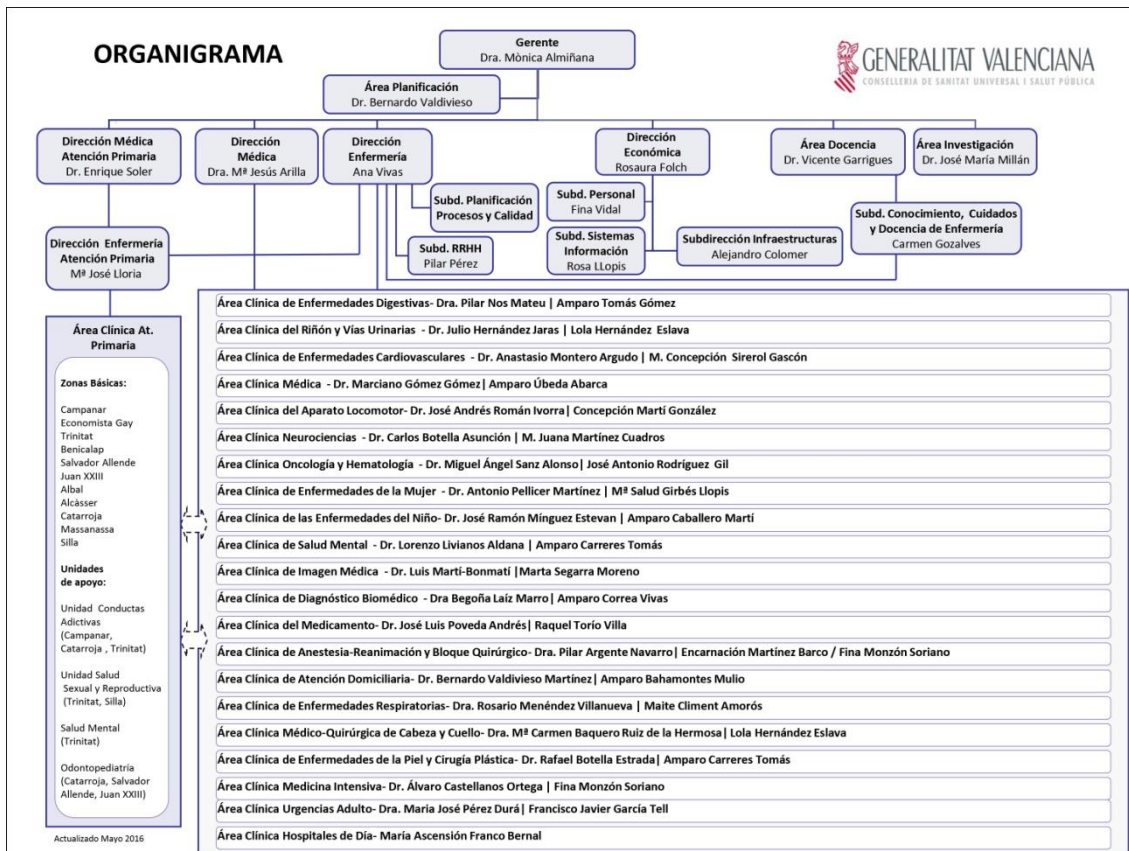 ORGANIGRAMA
Gerente
Dra. Mònica Almiñana
GENERALITAT VALENCIANA
CONSELLERIA DE SANITAT UNIVERSAL I SALUT PÚBLICA
Área Planificación
Dr. Bernardo Valdivieso
Dirección Médica
Atención Primaria
Dr. Enrique Soler
Dirección
Médica
Dra. Mª Jesús Arilla
Dirección
Enfermería
Ana Vivas
Dirección
Económica
Rosaura Folch
Área Docencia
Dr. Vicente Garrigues
Área Investigación
Dr. José María Millán
Subd. Planificación
Procesos y Calidad
Subd. Personal
Fina Vidal
Subd. Conocimiento, Cuidados
y Docencia de Enfermería
Carmen Gozalves
Dirección Enfermería
Atención Primaria
Mª José Lloria
Subd. RRHH
Pilar Pérez
Subd. Sistemas
Información
Rosa LLopis
Subdirección Infraestructuras
Alejandro Colomer
Área Clínica At.
Primaria
Zonas Básicas:
Campanar
Economista Gay
Trinitat
Benicalap
Salvador Allende
Juan XXIII
Albal
Alcàsser
Catarroja
Massanassa
Silla
Unidades
de apoyo:
Unidad Conductas
Adictivas
(Campanar,
Catarroja , Trinitat)
Unidad Salud
Sexual y Reproductiva
(Trinitat, Silla)
Salud Mental
(Trinitat)
Odontopediatría
(Catarroja, Salvador
Allende, Juan XXIII)
Área Clínica de Enfermedades Digestivas- Dra. Pilar Nos Mateu | Amparo Tomás Gómez
Área Clínica del Riñón y Vías Urinarias - Dr. Julio Hernández Jaras | Lola Hernández Eslava
Área Clínica de Enfermedades Cardiovasculares - Dr. Anastasio Montero Argudo | M. Concepción Sirerol Gascón
Área Clínica Médica - Dr. Marciano Gómez Gómez| Amparo Úbeda Abarca
Área Clínica del Aparato Locomotor- Dr. José Andrés Román Ivorra| Concepción Martí González
Área Clínica Neurociencias - Dr. Carlos Botella Asunción | M. Juana Martínez Cuadros
Área Clínica Oncología y Hematología - Dr. Miguel Ángel Sanz Alonso| José Antonio Rodríguez Gil
Área Clínica de Enfermedades de la Mujer - Dr. Antonio Pellicer Martínez | Mª Salud Girbés Llopis
Área Clínica de las Enfermedades del Niño- Dr. José Ramón Mínguez Estevan | Amparo Caballero Martí
Área Clínica de Salud Mental - Dr. Lorenzo Livianos Aldana | Amparo Carreres Tomás
Área Clínica de Imagen Médica - Dr. Luis Martí-Bonmatí |Marta Segarra Moreno
Área Clínica de Diagnóstico Biomédico - Dra Begoña Laíz Marro| Amparo Correa Vivas
Área Clínica del Medicamento- Dr. José Luis Poveda Andrés| Raquel Torío Villa
Área Clínica de Anestesia-Reanimación y Bloque Quirúrgico- Dra. Pilar Argente Navarro| Encarnación Martínez Barco / Fina Monzón Soriano
Área Clínica de Atención Domiciliaria- Dr. Bernardo Valdivieso Martínez| Amparo Bahamontes Mulio
Área Clínica de Enfermedades Respiratorias- Dra. Rosario Menéndez Villanueva | Maite Climent Amorós
Área Clínica Médico-Quirúrgica de Cabeza y Cuello- Dra. Mª Carmen Baquero Ruiz de la Hermosa| Lola Hernández Eslava
Área Clínica de Enfermedades de la Piel y Cirugía Plástica- Dr. Rafael Botella Estrada| Amparo Carreres Tomás
Área Clínica Medicina Intensiva- Dr. Álvaro Castellanos Ortega | Fina Monzón Soriano
Área Clínica Urgencias Adulto- Dra. Maria José Pérez Durá| Francisco Javier García Tell
Área Clínica Hospitales de Día- María Ascensión Franco Bernal
Actualizado Mayo 2016